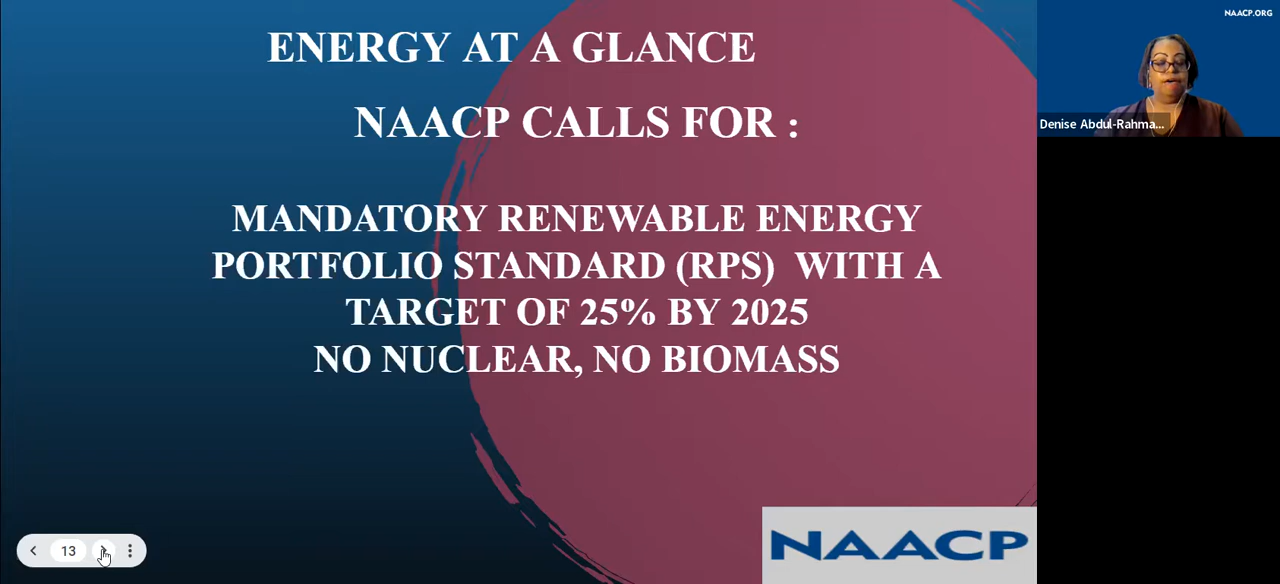 ENERGY AT A GLANCE
NAACP CALLS FOR :
MANDATORY RENEWABLE ENERGY
PORTFOLIO STANDARD (RPS) WITH A
TARGET OF 25% BY 2025
NO NUCLEAR, NO BIOMASS
NAACP
13
NAACP.ORG
Denise Abdul-Rahma...